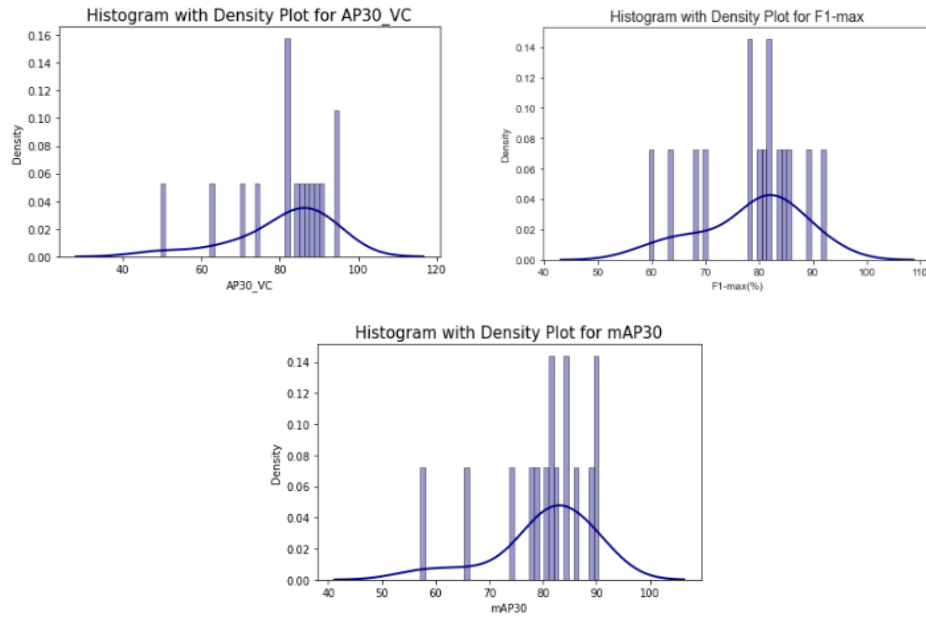 Histogram with Density Plot for AP30_VC
0.16
0.14
0.12
0.10
0.08
0.06
0.04
0.02
0.00
Density
40 60 80 100 120
AP30_VC
Histogram with Density Plot for F1-max
0.14
0.12
0.10
0.08
0.06
0.04
0.02
0.00
Density
40 50 60 70 80 90 100 110
F1-max(%)
Histogram with Density Plot for mAP30
0.14
0.12
0.10
0.08
0.06
0.04
0.02
0.00
Density
40 50 60 70 80 90 100
mAP30